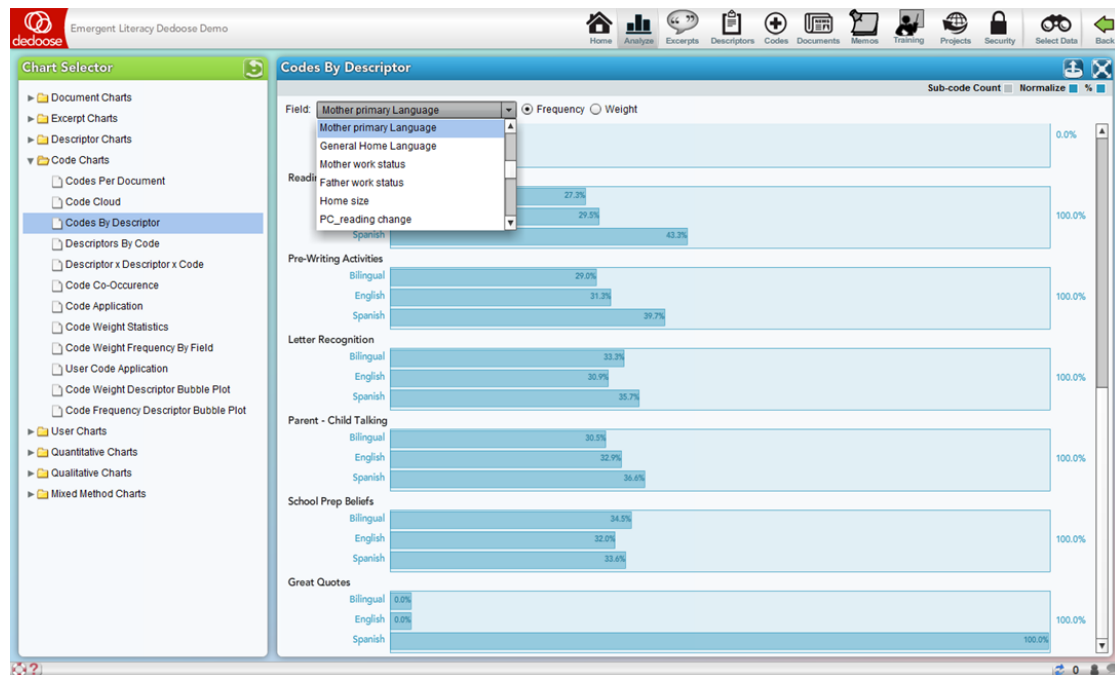 dedoose
Emergent Literacy Dedoose Demo
Home Analyze Excerpts Descriptors Codes Documents Memos Training Projects Security Select Data Back
Chart Selector
Document Charts
Excerpt Charts
Descriptor Charts
Code Charts
Codes Per Document
Code Cloud
Codes By Descriptor
Descriptors By Code
Descriptor x Descriptor x Code
Code Co-Occurence
Code Application
Code Weight Statistics
Code Weight Frequency By Field
User Code Application
Code Weight Descriptor Bubble Plot
Code Frequency Descriptor Bubble Plot
User Charts
Quantitative Charts
Qualitative Charts
Mixed Method Charts
Codes By Descriptor
Sub-code Count Normalize %
Field: Mother primary Language Frequency Weight
Mother primary Language
General Home Language
Mother work status
Father work status
Home size
PC_reading change
0.0%
27.3%
29.5% 100.0%
Spanish 43.3%
Pre-Writing Activities
Bilingual 29.0%
English 31.3% 100.0%
Spanish 39.7%
Letter Recognition
Bilingual 33.3%
English 30.9% 100.0%
Spanish 35.7%
Parent - Child Talking
Bilingual 30.5%
English 32.9% 100.0%
Spanish 36.6%
School Prep Beliefs
Bilingual 34.5%
English 32.0% 100.0%
Spanish 33.6%
Great Quotes
Bilingual 0.0%
English 0.0% 100.0%
Spanish 100.0%
0